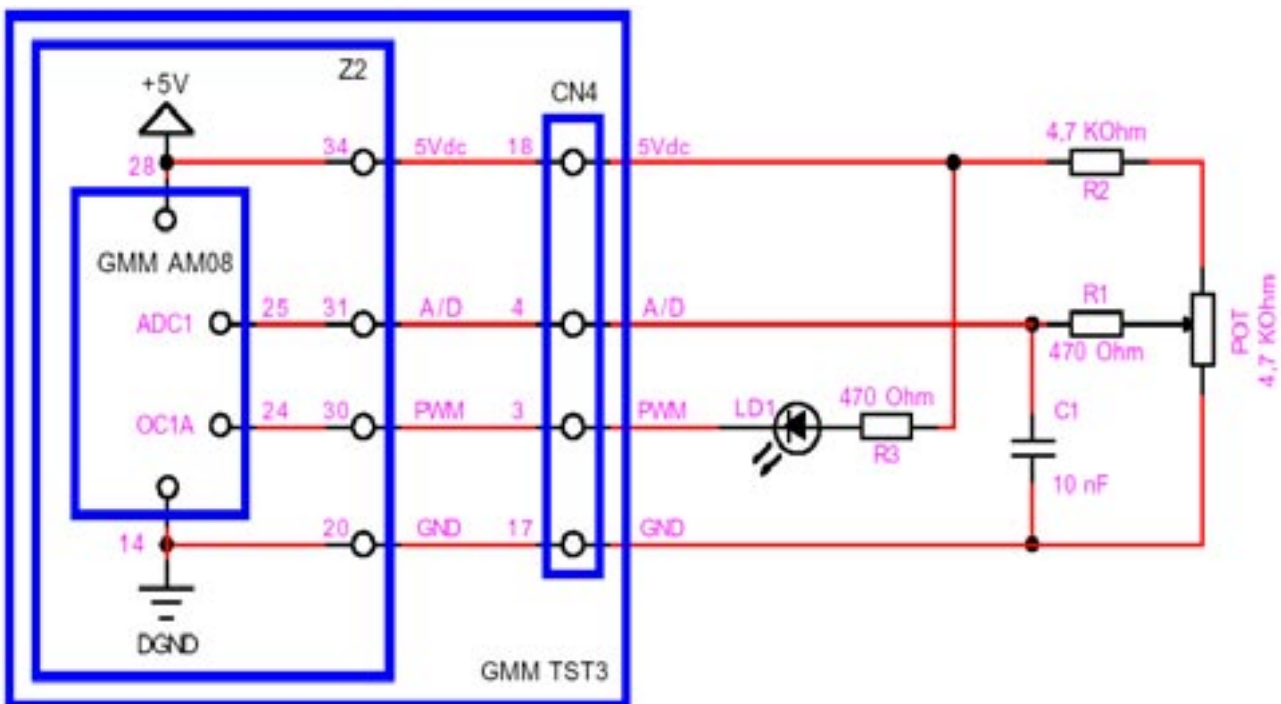 Z2
+5V
CN4
4,7 KOhm
34
5Vdc
18
5Vdc
28
R2
GMM AM08
R1
ADC1
25
31
A/D
4
A/D
470 Ohm
POT
4,7 KOhm
OC1A
24
30
PWM
3
PWM
LD1
470 Ohm
C1
R3
10 nF
14
20
GND
17
GND
DGND
GMM TST3